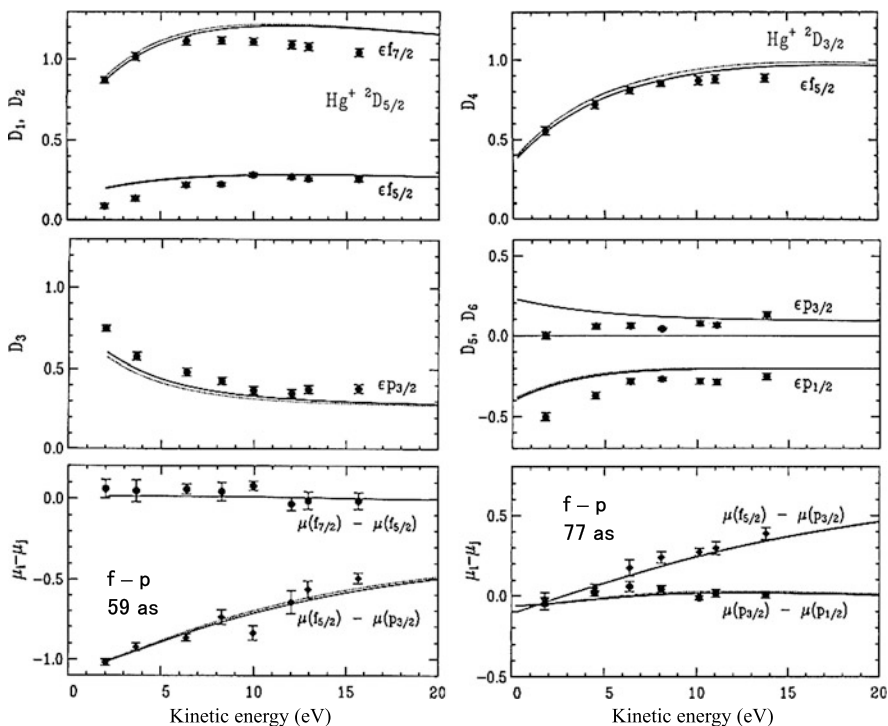 1.0
0.5
0.0
D₁, D₂
εf₇/₂
Hg⁺ ²D₅/₂
εf₅/₂
1.0
0.5
0.0
D₄
Hg⁺ ²D₃/₂
εf₅/₂
1.0
0.5
0.0
D₃
εp₃/₂
0.5
0.0
-0.5
D₅, D₆
εp₃/₂
εp₁/₂
0.0
-0.5
-1.0
μᵢ-μⱼ
μ(f₇/₂) − μ(f₅/₂)
f – p
59 as
μ(f₅/₂) − μ(p₃/₂)
0 5 10 15 20
Kinetic energy (eV)
0.5
0.0
-0.5
μᵢ-μⱼ
f – p
77 as
μ(f₅/₂) − μ(p₃/₂)
μ(p₃/₂) − μ(p₁/₂)
0 5 10 15 20
Kinetic energy (eV)